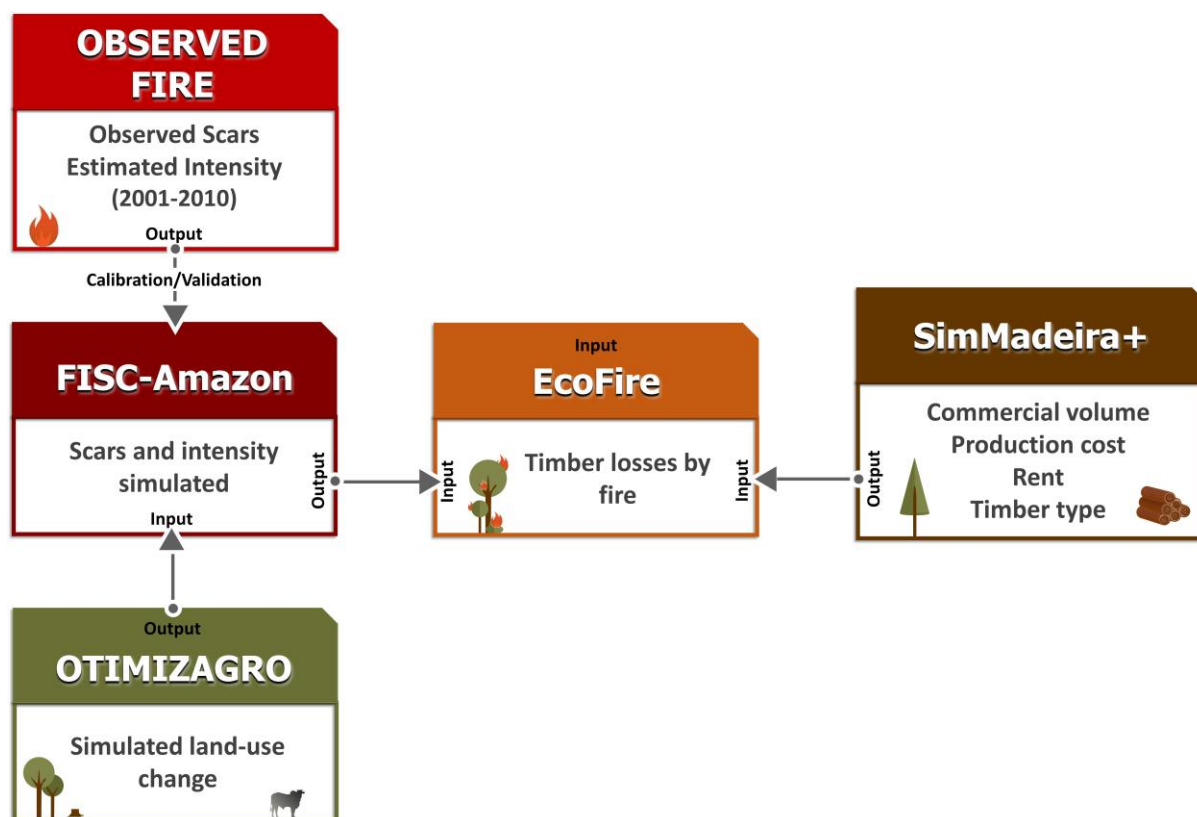 OBSERVED
FIRE
Observed Scars
Estimated Intensity
(2001-2010)
Output
Calibration/Validation
FISC-Amazon
Scars and intensity
simulated
Output
Input
OTIMIZAGRO
Output
Simulated land-use
change
Input
EcoFire
Input
Timber losses by
fire
Input
SimMadeira+
Commercial volume
Production cost
Rent
Timber type
Output